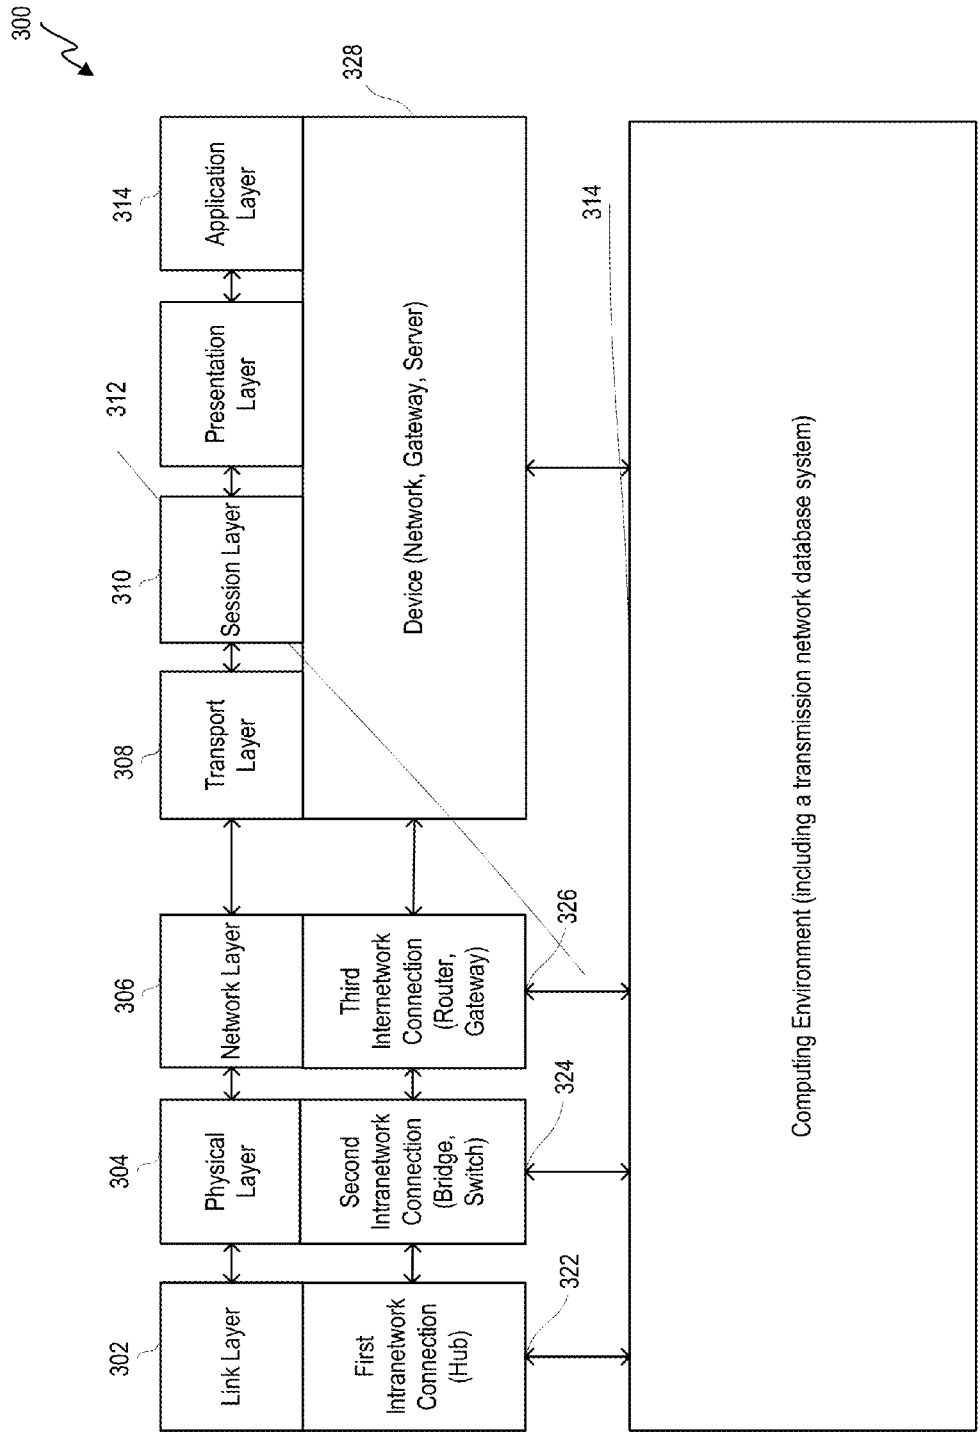 300
302
304
306
308
310
312
314
Link Layer
Physical
Layer
Network Layer
Transport
Layer
Session Layer
Presentation
Layer
Application
Layer
First
Intranetwork
Connection
(Hub)
Second
Intranetwork
Connection
(Bridge,
Switch)
Third
Internetwork
Connection
(Router,
Gateway)
Device (Network, Gateway, Server)
328
322
324
326
314
Computing Environment (including a transmission network database system)